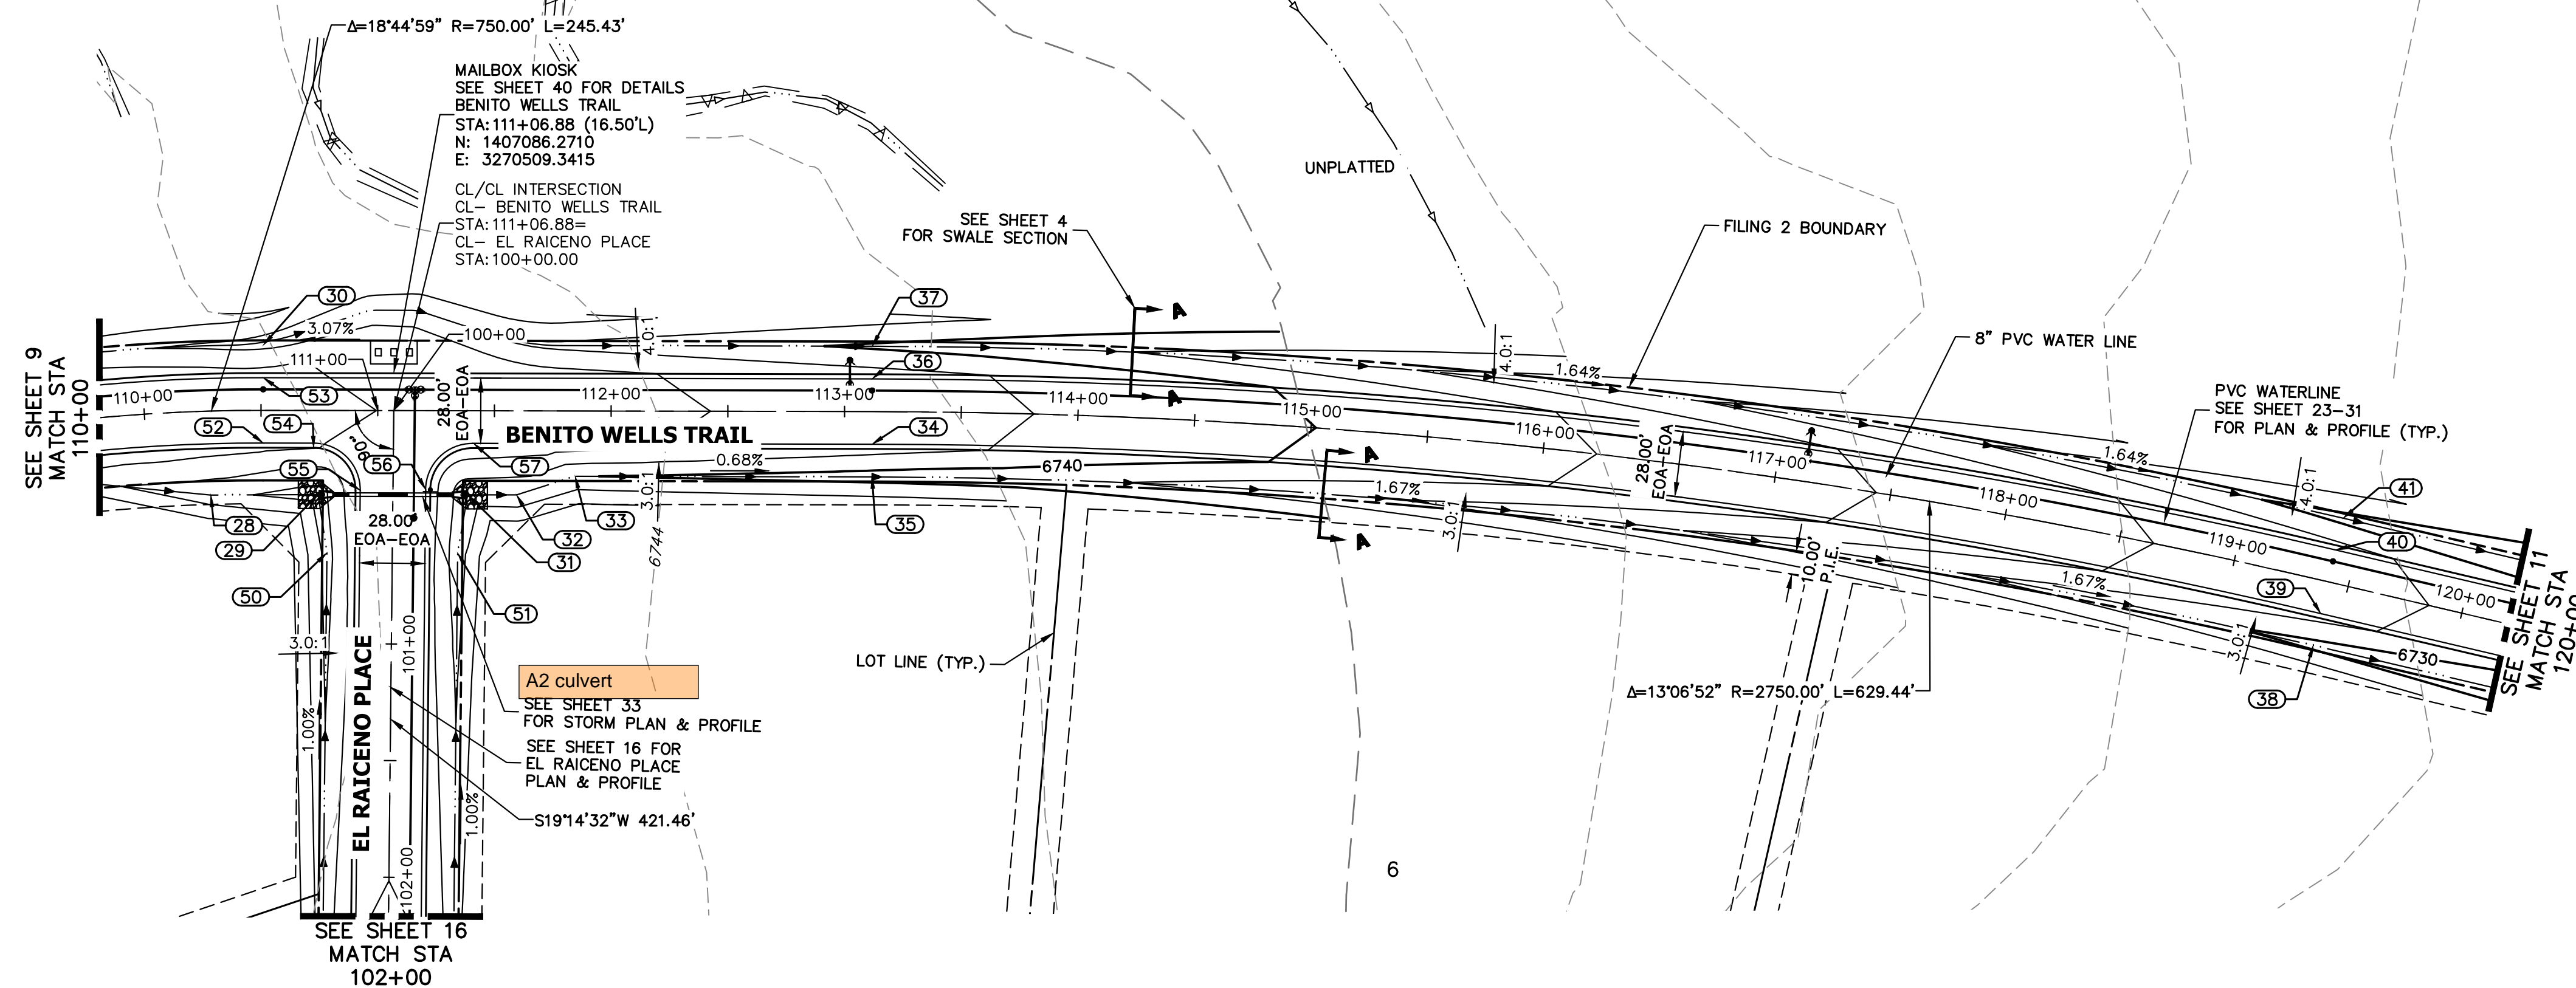 Δ=18°44'59" R=750.00' L=245.43'
MAILBOX KIOSK
SEE SHEET 40 FOR DETAILS
BENITO WELLS TRAIL
STA:111+06.88 (16.50'L)
N: 1407086.2710
E: 3270509.3415
CL/CL INTERSECTION
CL- BENITO WELLS TRAIL
STA:111+06.88=
CL- EL RAICENO PLACE
STA:100+00.00
UNPLATTED
SEE SHEET 4
FOR SWALE SECTION
FILING 2 BOUNDARY
8" PVC WATER LINE
PVC WATERLINE
SEE SHEET 23-31
FOR PLAN & PROFILE (TYP.)
SEE SHEET 9
MATCH STA
110+00
30
3.07%
100+00
111+00
53
110+00
52
54
55
56
90°
57
28.00'
EOA-EOA
4.0:1
112+00
BENITO WELLS TRAIL
37
36
113+00
34
A
A
114+00
115+00
4.0:1
1.64%
116+00
28.00'
EOA-EOA
117+00
118+00
1.64%
4.0:1
41
119+00
40
120+00
39
SEE SHEET 11
MATCH STA
120+00
28
29
28.00'
EOA-EOA
33
32
31
0.68%
3.0:1
6744
35
6740
A
A
1.67%
3.0:1
10.00'
P.I.E.
1.67%
3.0:1
6730
38
50
51
3.0:1
101+00
EL RAICENO PLACE
1.00%
1.00%
102+00
A2 culvert
SEE SHEET 33
FOR STORM PLAN & PROFILE
SEE SHEET 16 FOR
EL RAICENO PLACE
PLAN & PROFILE
S19°14'32"W 421.46'
LOT LINE (TYP.)
Δ=13°06'52" R=2750.00' L=629.44'
6
SEE SHEET 16
MATCH STA
102+00